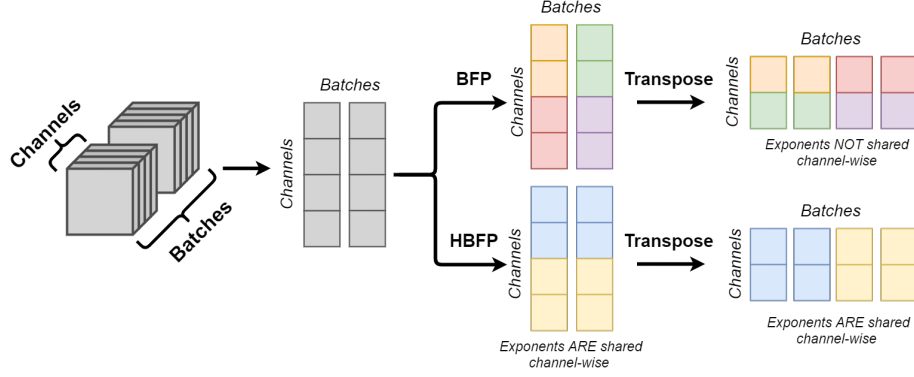 Channels
Batches
Batches
Channels
BFP
HBFP
Batches
Channels
Channels
Exponents ARE shared
channel-wise
Transpose
Transpose
Batches
Channels
Exponents NOT shared
channel-wise
Batches
Channels
Exponents ARE shared
channel-wise